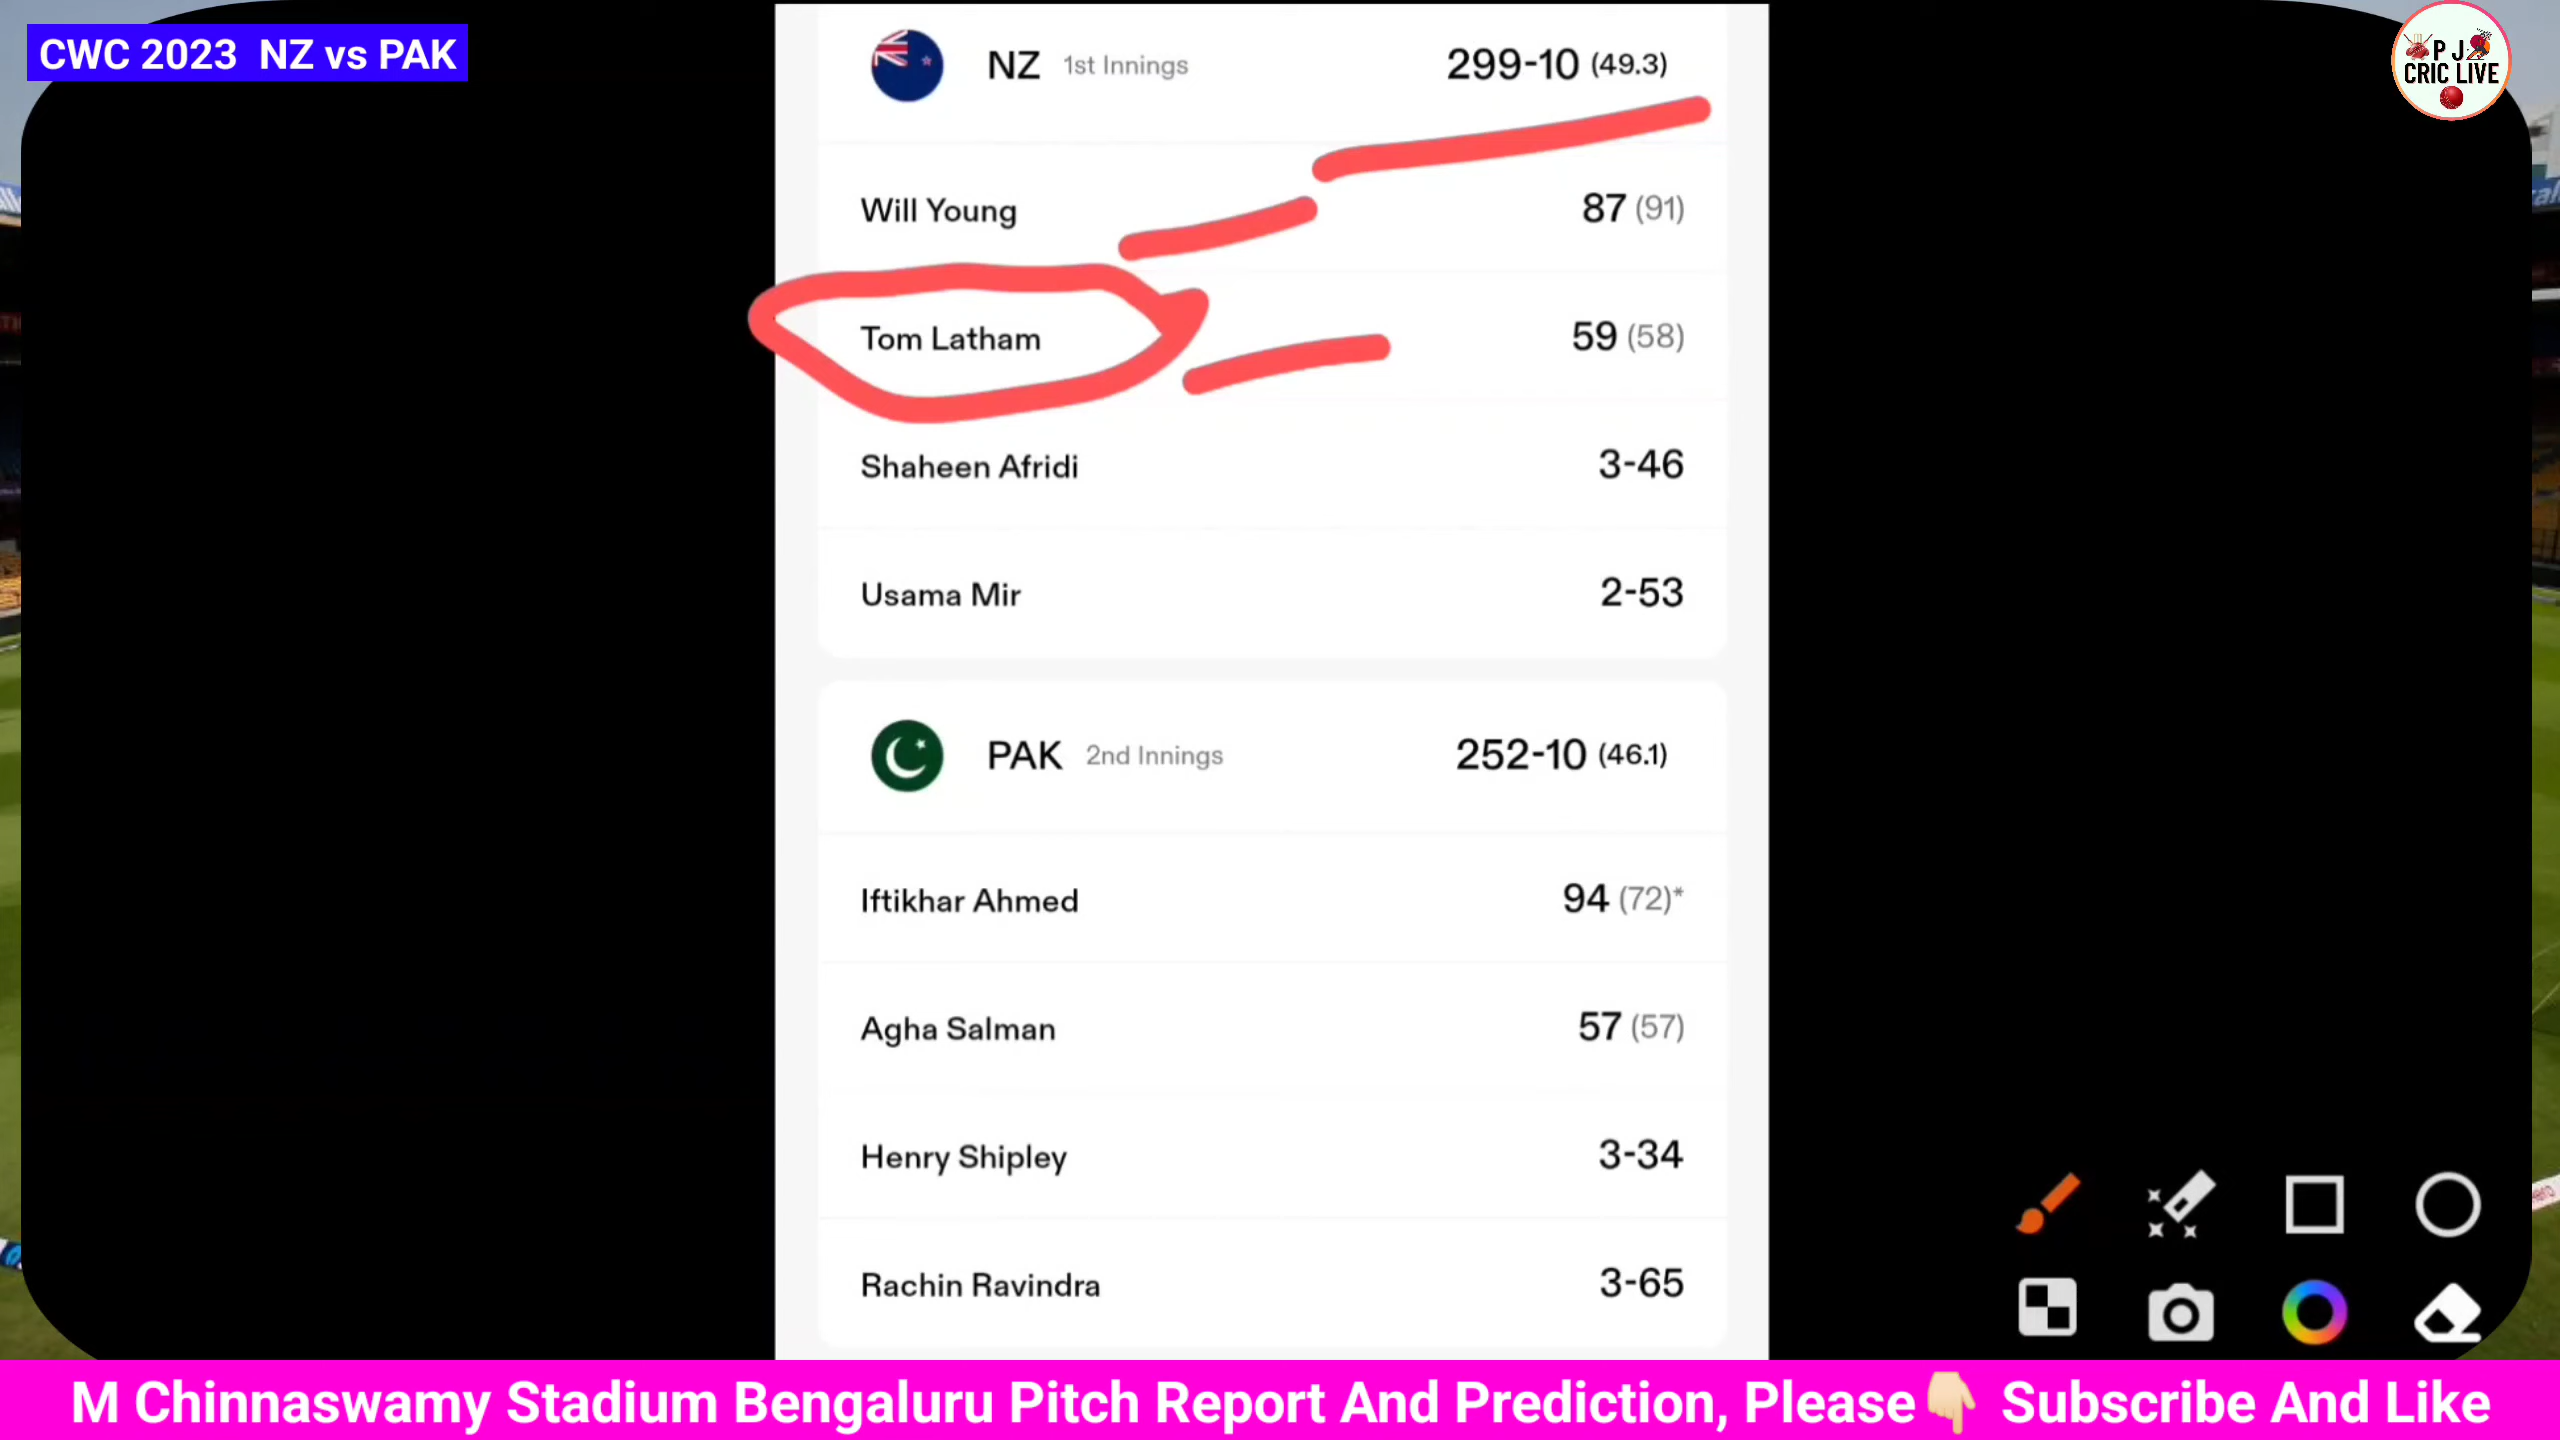 CWC 2023 NZ vs PAK
P J
CRIC LIVE
NZ 1st Innings 299-10 (49.3)
Will Young 87 (91)
Tom Latham 59 (58)
Shaheen Afridi 3-46
Usama Mir 2-53
PAK 2nd Innings 252-10 (46.1)
Iftikhar Ahmed 94 (72)*
Agha Salman 57 (57)
Henry Shipley 3-34
Rachin Ravindra 3-65
M Chinnaswamy Stadium Bengaluru Pitch Report And Prediction, Please👇🏻 Subscribe And Like